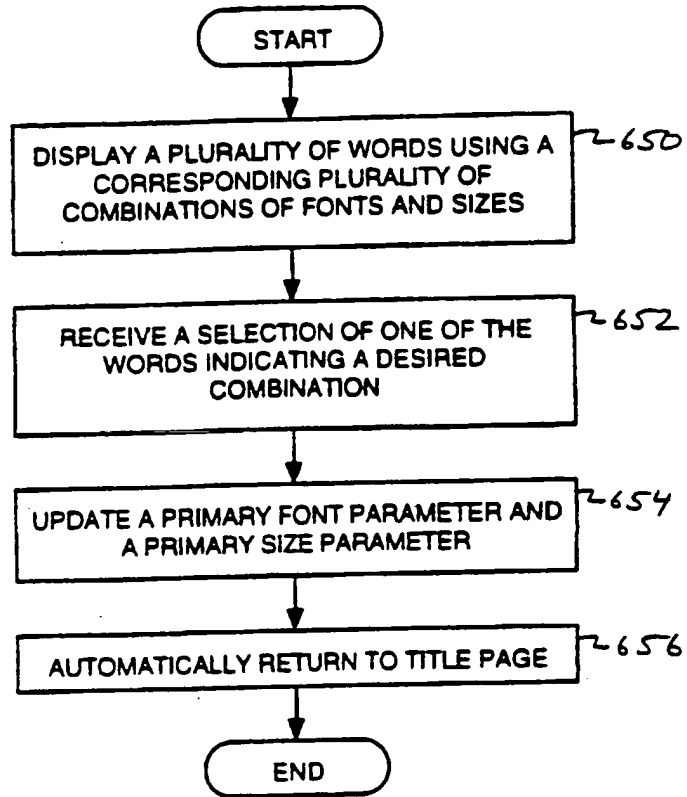 START
DISPLAY A PLURALITY OF WORDS USING A
CORRESPONDING PLURALITY OF
COMBINATIONS OF FONTS AND SIZES
650
RECEIVE A SELECTION OF ONE OF THE
WORDS INDICATING A DESIRED
COMBINATION
652
UPDATE A PRIMARY FONT PARAMETER AND
A PRIMARY SIZE PARAMETER
654
AUTOMATICALLY RETURN TO TITLE PAGE
656
END